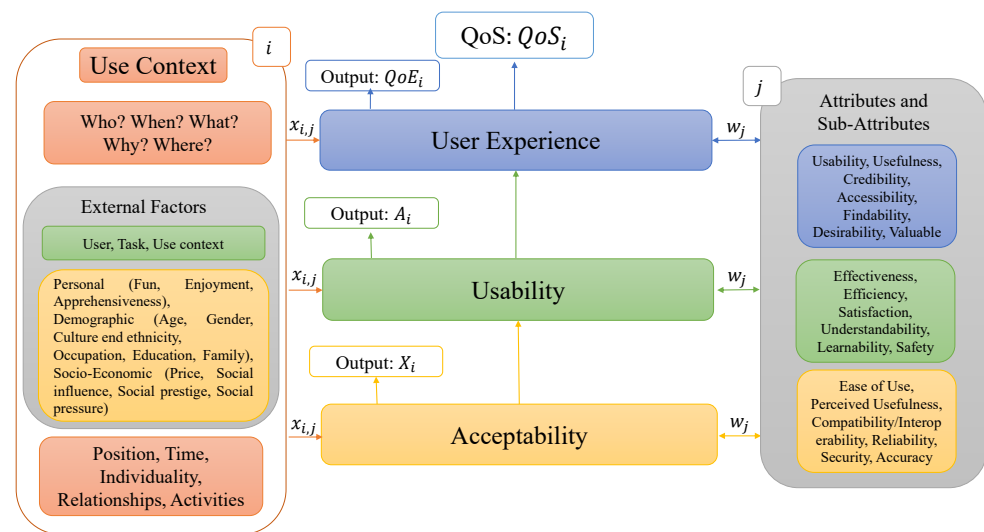 i
Use Context
Who? When? What?
Why? Where?
External Factors
User, Task, Use context
Personal (Fun, Enjoyment,
Apprehensiveness),
Demographic (Age, Gender,
Culture end ethnicity,
Occupation, Education, Family),
Socio-Economic (Price, Social
influence, Social prestige, Social
pressure)
Position, Time,
Individuality,
Relationships, Activities
QoS: QoS_i
Output: QoE_i
x_{i,j}
User Experience
w_j
Output: A_i
x_{i,j}
Usability
w_j
Output: X_i
x_{i,j}
Acceptability
w_j
j
Attributes and
Sub-Attributes
Usability, Usefulness,
Credibility,
Accessibility,
Findability,
Desirability, Valuable
Effectiveness,
Efficiency,
Satisfaction,
Understandability,
Learnability, Safety
Ease of Use,
Perceived Usefulness,
Compatibility/Interop
erability, Reliability,
Security, Accuracy